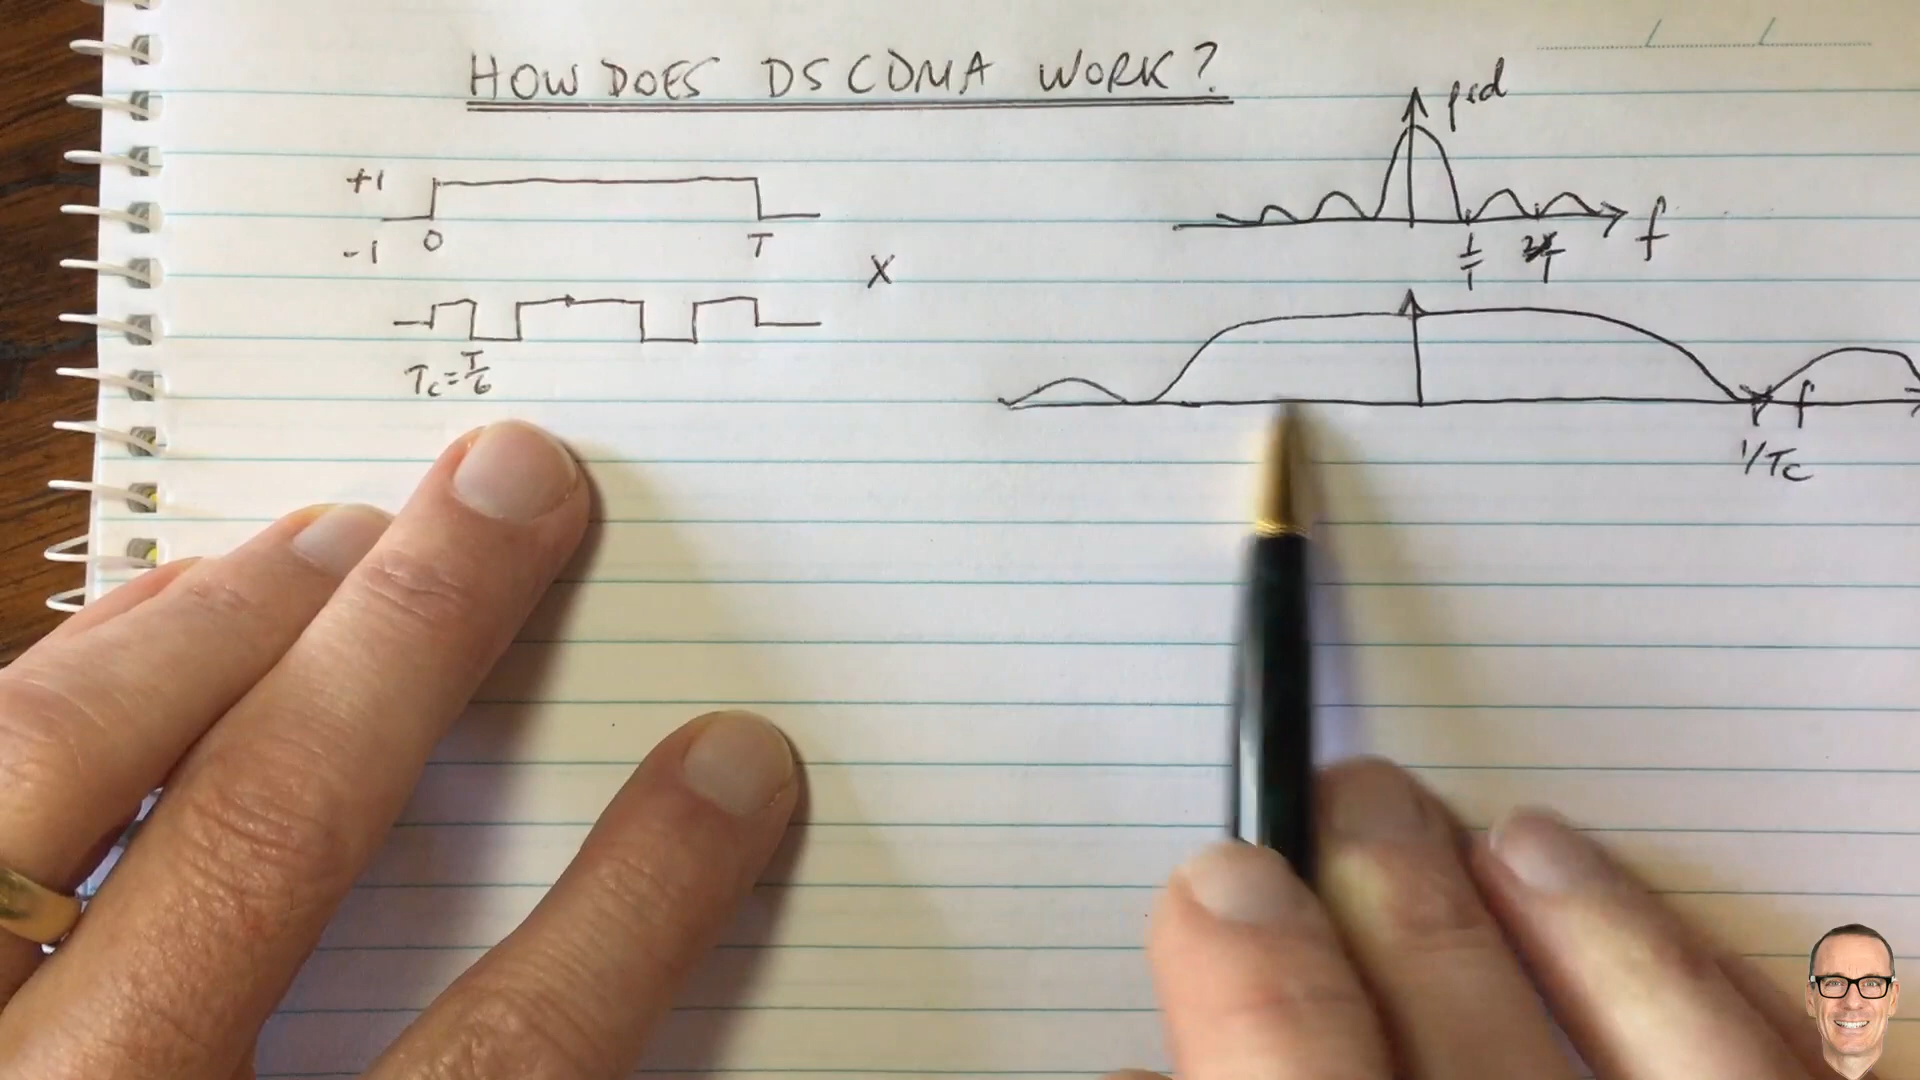 HOW DOES DS CDMA WORK?
psd
+1
-1
0
T
f
1/T
X
Tc = T/6
f
1/Tc